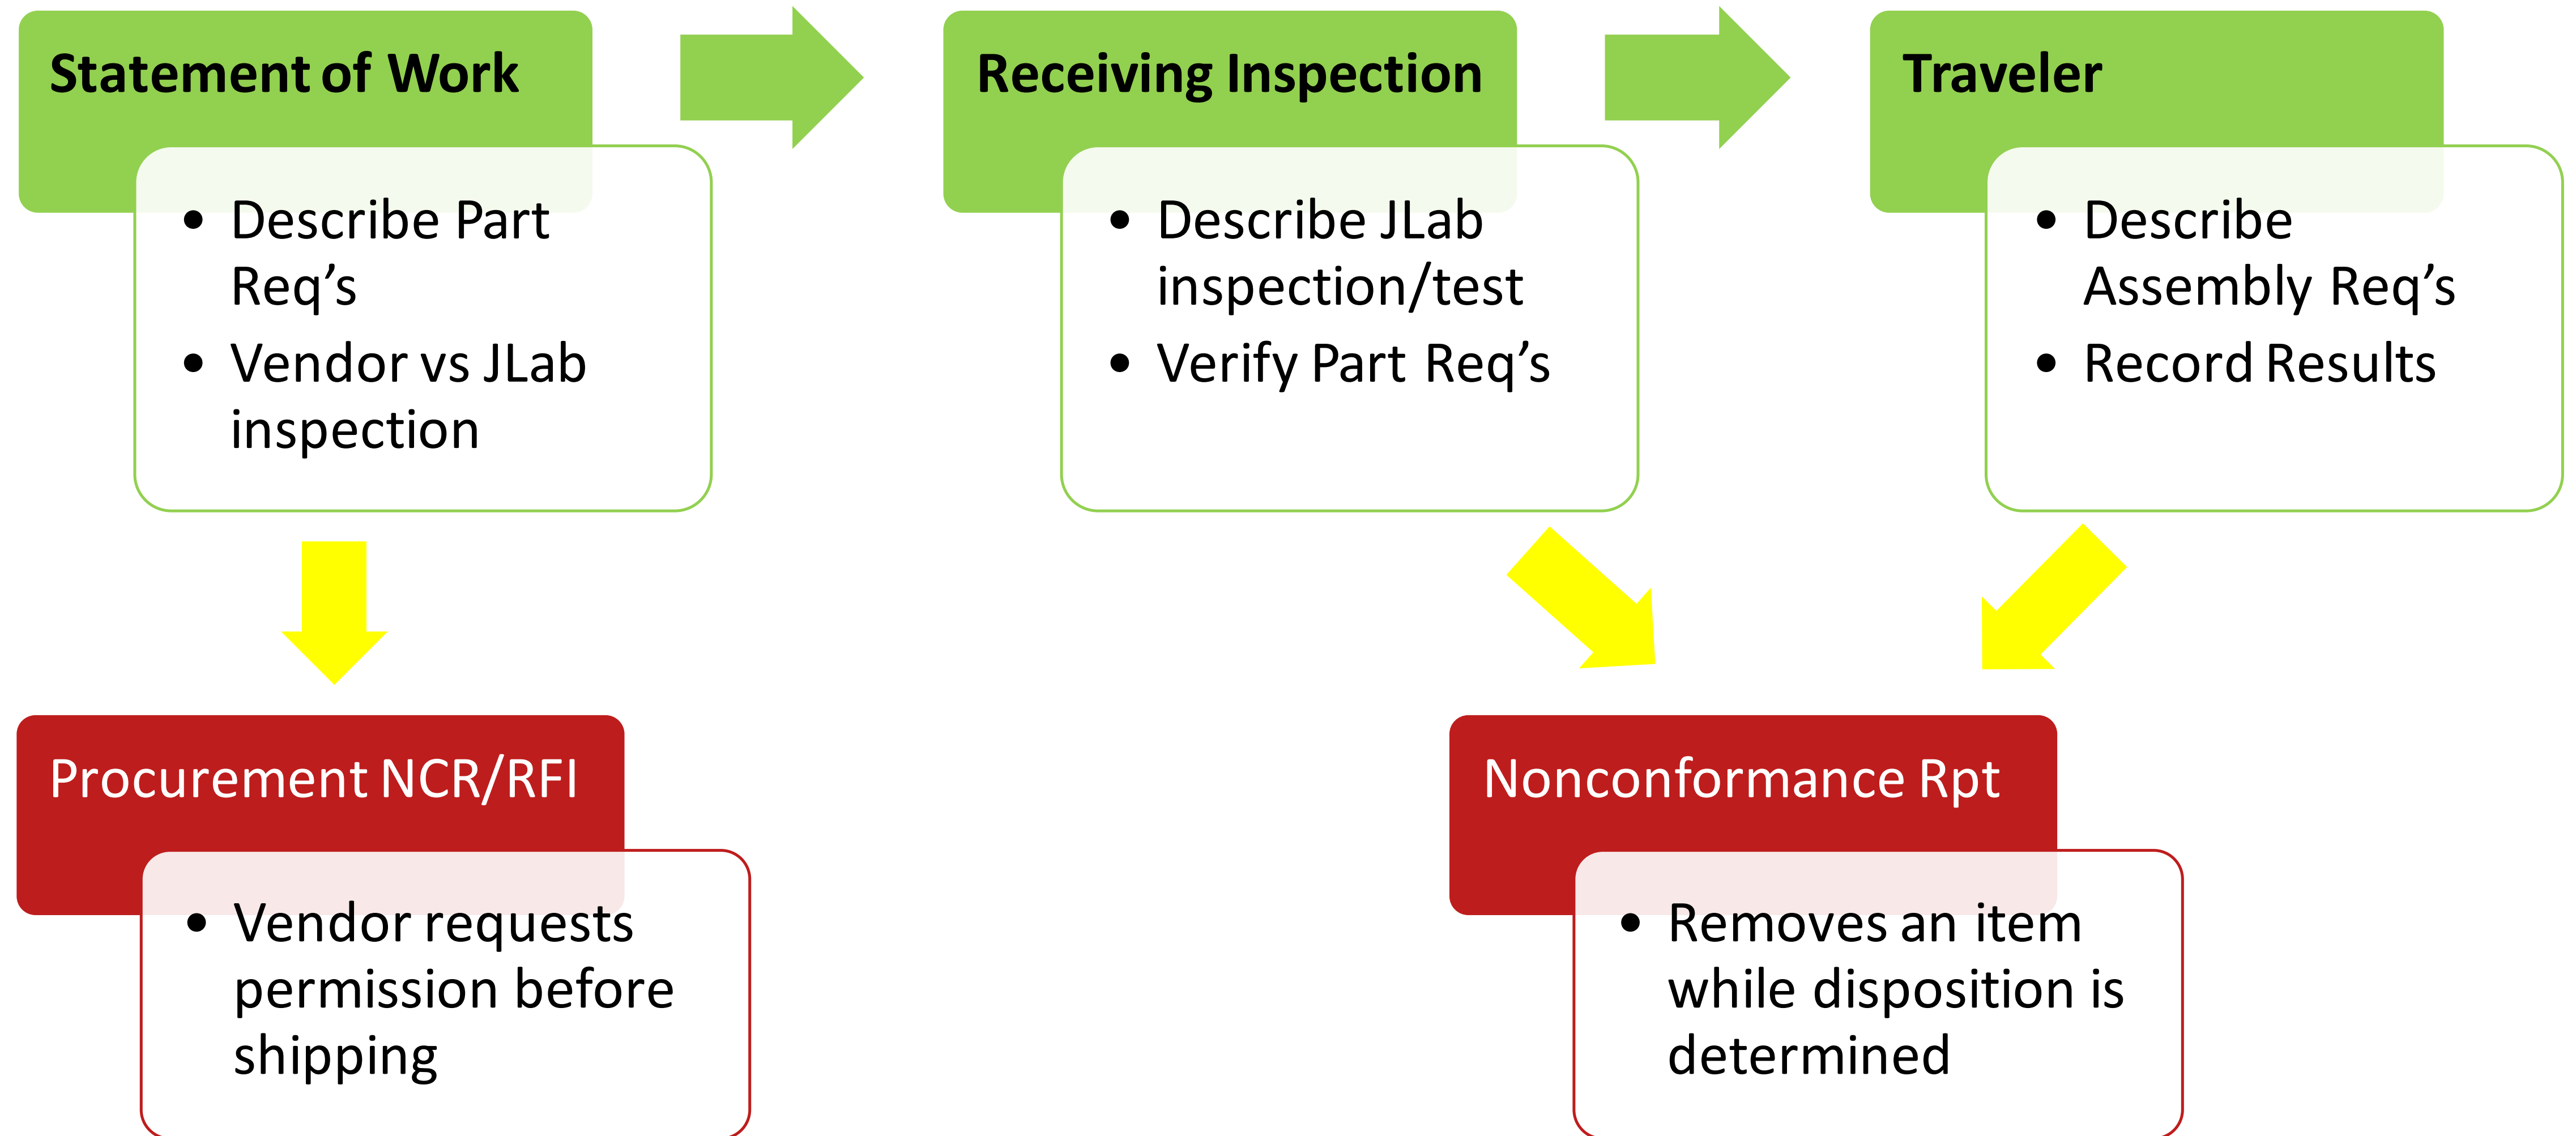 Statement of Work
• Describe Part
Req’s
• Vendor vs JLab
inspection
Receiving Inspection
• Describe JLab
inspection/test
• Verify Part Req’s
Traveler
• Describe
Assembly Req’s
• Record Results
Procurement NCR/RFI
• Vendor requests
permission before
shipping
Nonconformance Rpt
• Removes an item
while disposition is
determined